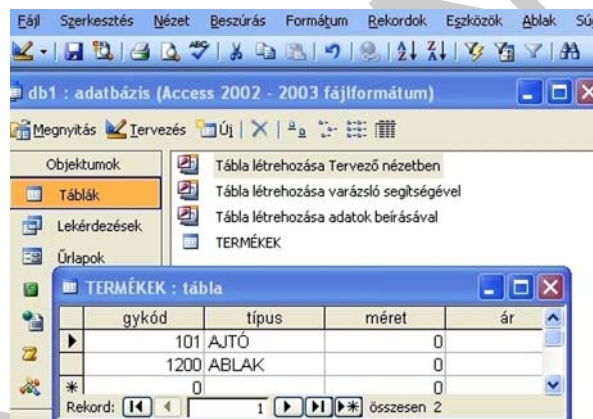 Fájl Szerkesztés Nézet Beszúrás Formátum Rekordok Eszközök Ablak
db1 : adatbázis (Access 2002 - 2003 fájlformátum)
Megnyitás Tervezés Új
Objektumok
Táblák
Lekérdezések
Űrlapok
Tábla létrehozása Tervező nézetben
Tábla létrehozása varázsló segítségével
Tábla létrehozása adatok beírásával
TERMÉKEK
TERMÉKEK : tábla
gykód típus méret ár
101 AJTÓ 0
1200 ABLAK 0
0 0
Rekord: 1 összesen 2